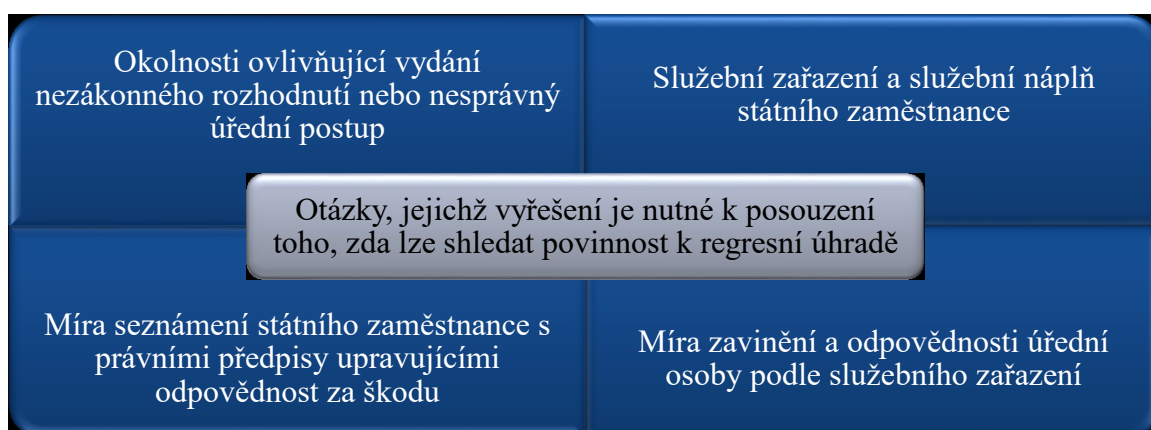 Okolnosti ovlivňující vydání
nezákonného rozhodnutí nebo nesprávný
úřední postup
Služební zařazení a služební náplň
státního zaměstnance
Otázky, jejichž vyřešení je nutné k posouzení
toho, zda lze shledat povinnost k regresní úhradě
Míra seznámení státního zaměstnance s
právními předpisy upravujícími
odpovědnost za škodu
Míra zavinění a odpovědnosti úřední
osoby podle služebního zařazení